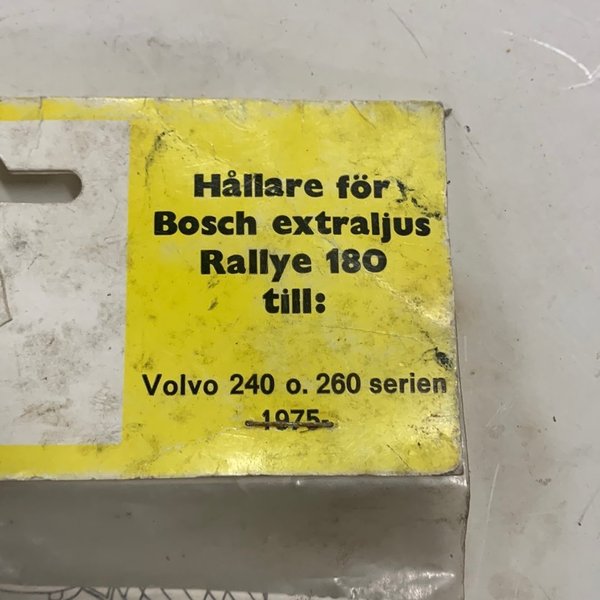 Hållare för
Bosch extraljus
Rallye 180
till:
Volvo 240 o. 260 serien
1975-